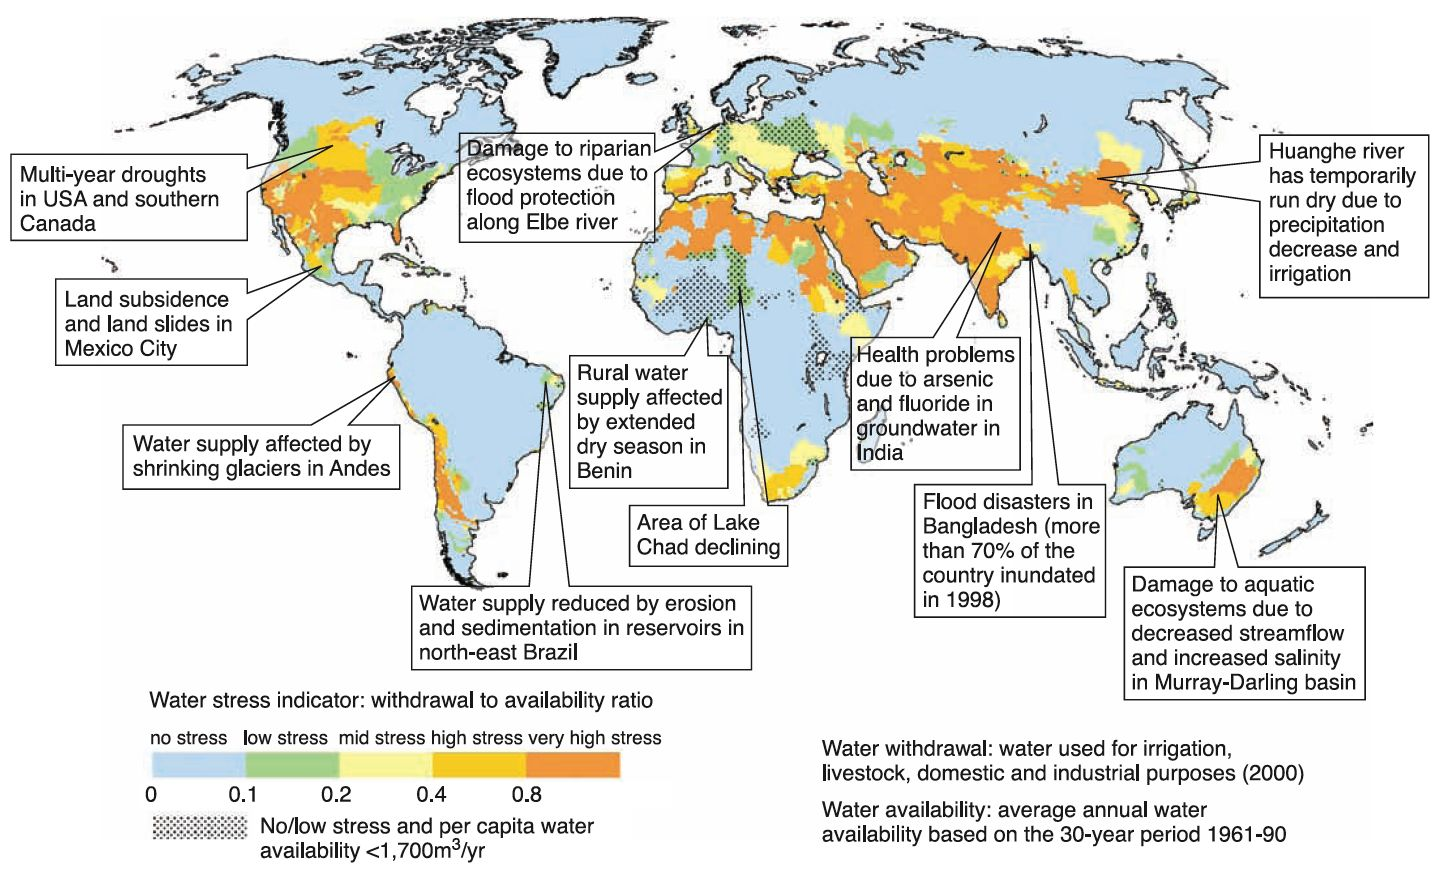 Multi-year droughts
in USA and southern
Canada
Land subsidence
and land slides in
Mexico City
Water supply affected by
shrinking glaciers in Andes
Damage to riparian
ecosystems due to
flood protection
along Elbe river
Rural water
supply affected
by extended
dry season in
Benin
Area of Lake
Chad declining
Water supply reduced by erosion
and sedimentation in reservoirs in
north-east Brazil
Health problems
due to arsenic
and fluoride in
groundwater in
India
Flood disasters in
Bangladesh (more
than 70% of the
country inundated
in 1998)
Huanghe river
has temporarily
run dry due to
precipitation
decrease and
irrigation
Damage to aquatic
ecosystems due to
decreased streamflow
and increased salinity
in Murray-Darling basin
Water stress indicator: withdrawal to availability ratio
no stress low stress mid stress high stress very high stress
0 0.1 0.2 0.4 0.8
No/low stress and per capita water
availability <1,700m³/yr
Water withdrawal: water used for irrigation,
livestock, domestic and industrial purposes (2000)
Water availability: average annual water
availability based on the 30-year period 1961-90